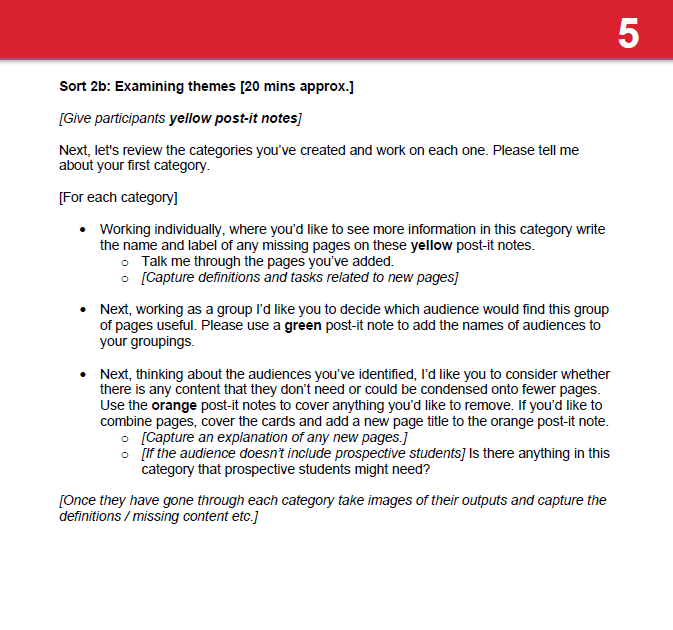 5
Sort 2b: Examining themes [20 mins approx.]
[Give participants yellow post-it notes]
Next, let's review the categories you've created and work on each one. Please tell me
about your first category.
[For each category]
• Working individually, where you'd like to see more information in this category write
the name and label of any missing pages on these yellow post-it notes.
o Talk me through the pages you've added.
o [Capture definitions and tasks related to new pages]
• Next, working as a group I'd like you to decide which audience would find this group
of pages useful. Please use a green post-it note to add the names of audiences to
your groupings.
• Next, thinking about the audiences you've identified, I'd like you to consider whether
there is any content that they don't need or could be condensed onto fewer pages.
Use the orange post-it notes to cover anything you'd like to remove. If you'd like to
combine pages, cover the cards and add a new page title to the orange post-it note.
o [Capture an explanation of any new pages.]
o [If the audience doesn't include prospective students] Is there anything in this
category that prospective students might need?
[Once they have gone through each category take images of their outputs and capture the
definitions / missing content etc.]